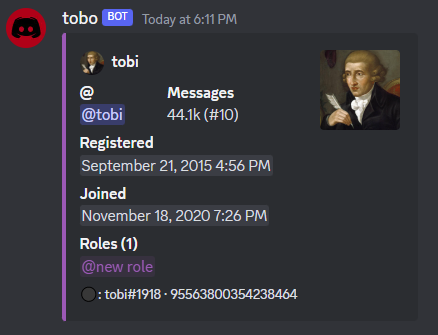 tobo BOT Today at 6:11 PM
tobi
@ Messages
@tobi 44.1k (#10)
Registered
September 21, 2015 4:56 PM
Joined
November 18, 2020 7:26 PM
Roles (1)
@new role
: tobi#1918 · 95563800354238464